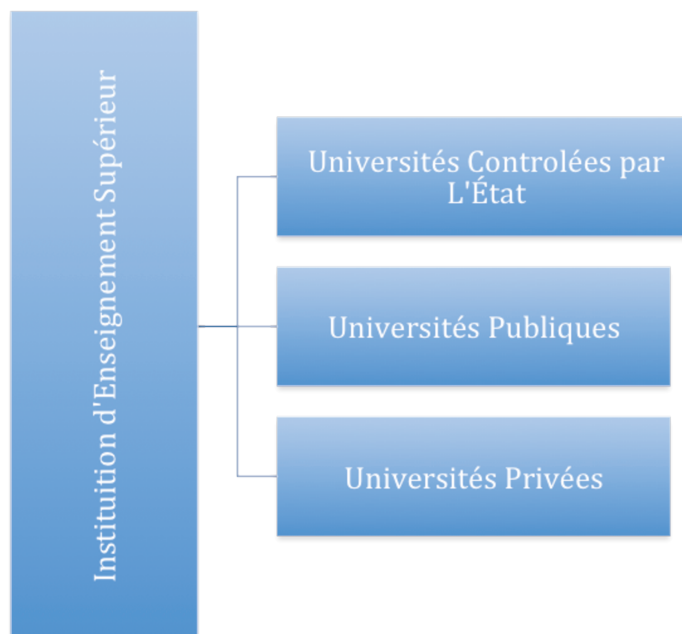 Instituition d'Enseignement Supérieur
Universités Controlées par
L'État
Universités Publiques
Universités Privées